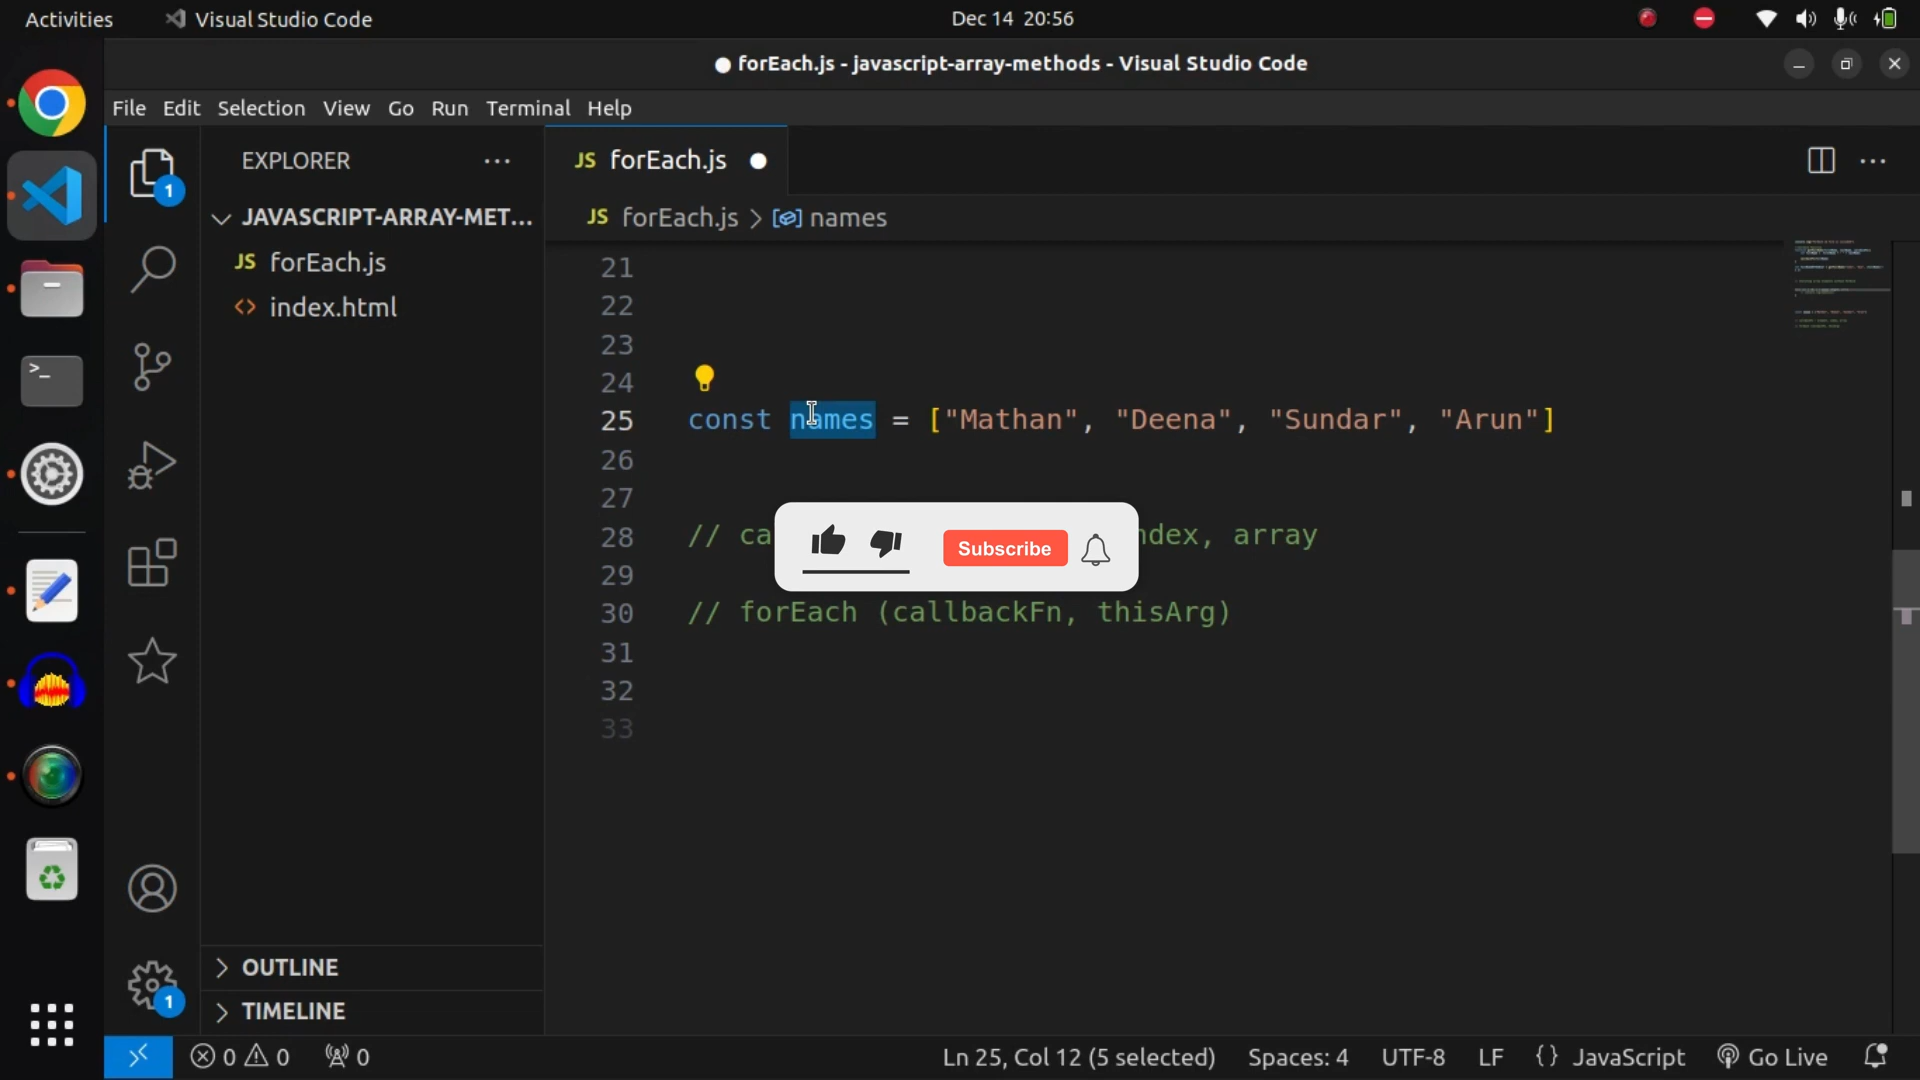 Activities
Visual Studio Code
Dec 14 20:56
forEach.js - javascript-array-methods - Visual Studio Code
File Edit Selection View Go Run Terminal Help
EXPLORER
JS forEach.js
JAVASCRIPT-ARRAY-MET...
JS forEach.js > names
JS forEach.js
<> index.html
21
22
23
24
25 const names = ["Mathan", "Deena", "Sundar", "Arun"]
26
27
28 // ca ndex, array
Subscribe
29
30 // forEach (callbackFn, thisArg)
31
32
33
OUTLINE
TIMELINE
1
1
0 0 0
Ln 25, Col 12 (5 selected) Spaces: 4 UTF-8 LF {} JavaScript Go Live